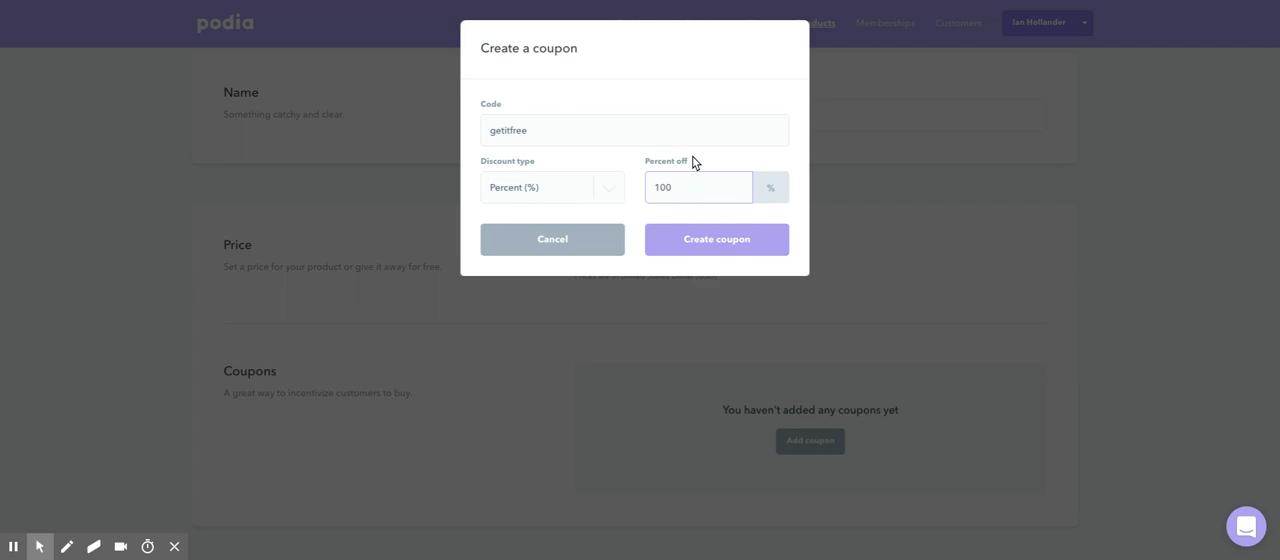 podia
ducts
Memberships
Customers
Ian Hollander
Create a coupon
Name
Something catchy and clear.
Code
getitfree
Discount type
Percent off
Percent (%)
100
%
Cancel
Create coupon
Price
Set a price for your product or give it away for free.
Coupons
A great way to incentivize customers to buy.
You haven't added any coupons yet
Add coupon